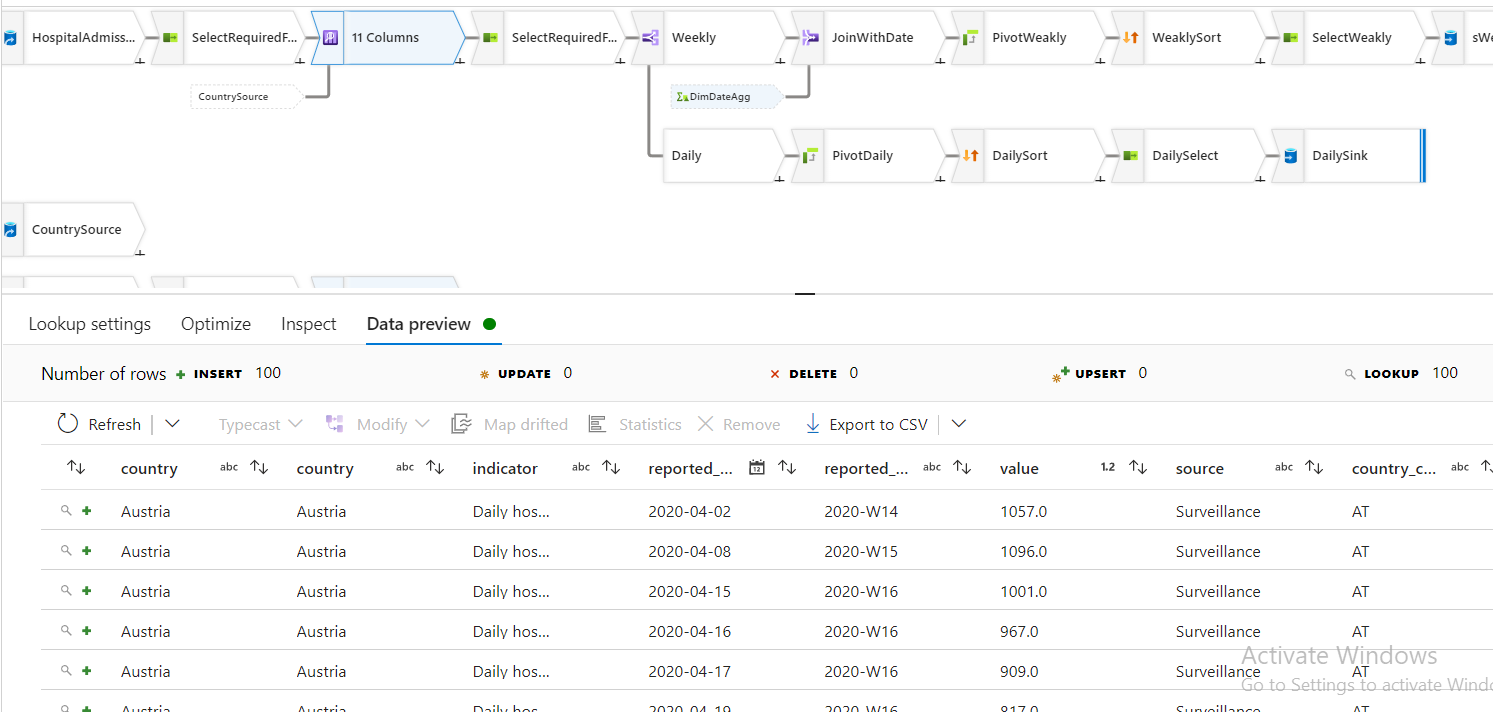 HospitalAdmiss... SelectRequiredF... 11 Columns SelectRequiredF... Weekly JoinWithDate PivotWeakly WeaklySort SelectWeakly sWe
CountrySource DimDateAgg
Daily PivotDaily DailySort DailySelect DailySink
CountrySource
Lookup settings Optimize Inspect Data preview
Number of rows + INSERT 100 UPDATE 0 × DELETE 0 UPSERT 0 LOOKUP 100
Refresh Typecast Modify Map drifted Statistics Remove Export to CSV
country abc country abc indicator abc reported_... 12 reported_... abc value 1.2 source abc country_c... abc
Austria Austria Daily hos... 2020-04-02 2020-W14 1057.0 Surveillance AT
Austria Austria Daily hos... 2020-04-08 2020-W15 1096.0 Surveillance AT
Austria Austria Daily hos... 2020-04-15 2020-W16 1001.0 Surveillance AT
Austria Austria Daily hos... 2020-04-16 2020-W16 967.0 Surveillance AT
Activate Windows
Austria Austria Daily hos... 2020-04-17 2020-W16 909.0 Surveillance AT
Go to Settings to activate Windo
Austria Austria Daily hos... 2020-04-19 2020-W16 817.0 Surveillance AT